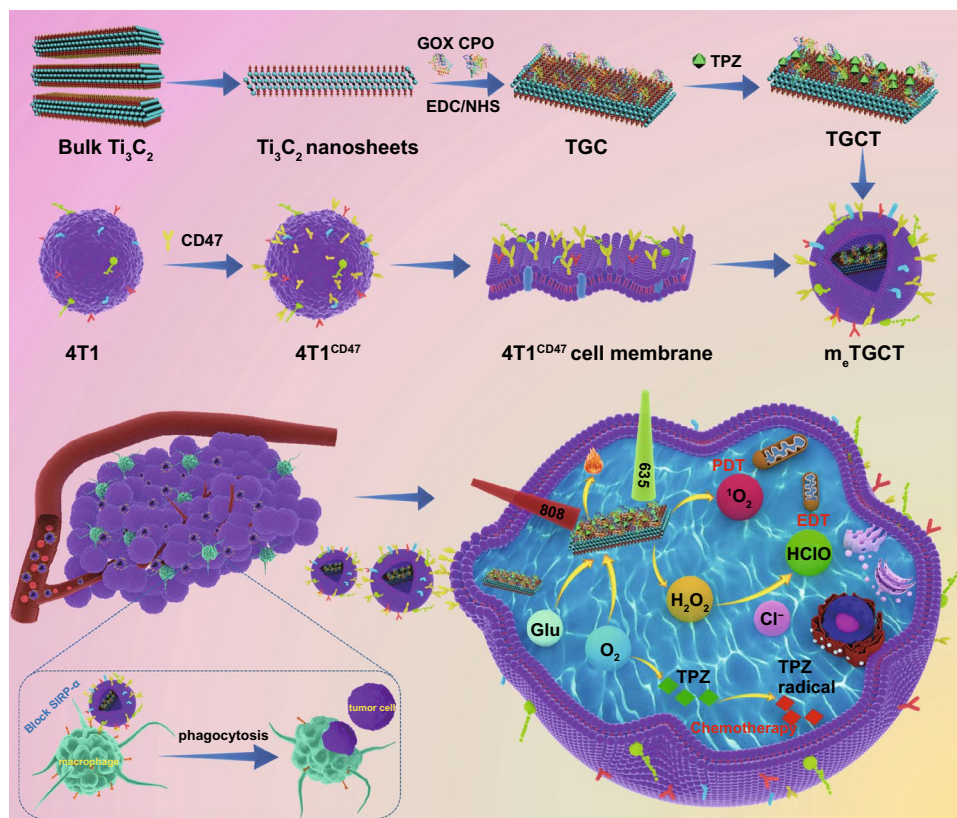 GOX CPO
TPZ
EDC/NHS
Bulk Ti₃C₂
Ti₃C₂ nanosheets
TGC
TGCT
CD47
4T1
4T1ᶜᴰ⁴⁷
4T1ᶜᴰ⁴⁷ cell membrane
mₑTGCT
635
808
PDT
¹O₂
EDT
HClO
H₂O₂
Cl⁻
Glu
O₂
TPZ
TPZ
radical
Chemotherapy
Block SIRP-α
macrophage
phagocytosis
tumor cell